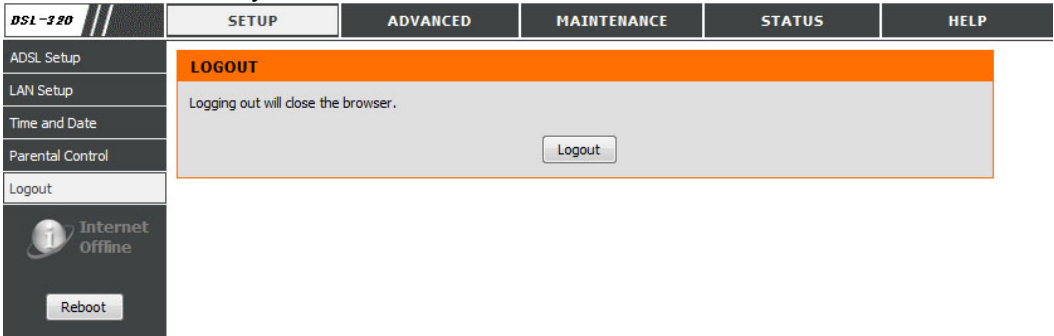 DSL-320 SETUP ADVANCED MAINTENANCE STATUS HELP
ADSL Setup
LAN Setup
Time and Date
Parental Control
Logout
Internet
Offline
Reboot
LOGOUT
Logging out will close the browser.
Logout